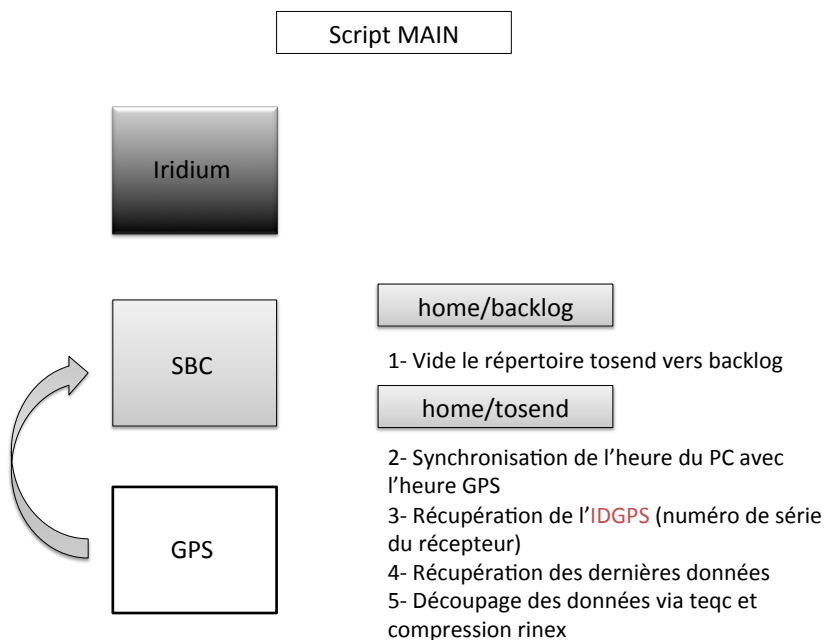 Script MAIN
Iridium
home/backlog
SBC
1- Vide le répertoire tosend vers backlog
home/tosend
2- Synchronisation de l’heure du PC avec
l’heure GPS
3- Récupération de l’IDGPS (numéro de série
du récepteur)
GPS
4- Récupération des dernières données
5- Découpage des données via teqc et
compression rinex